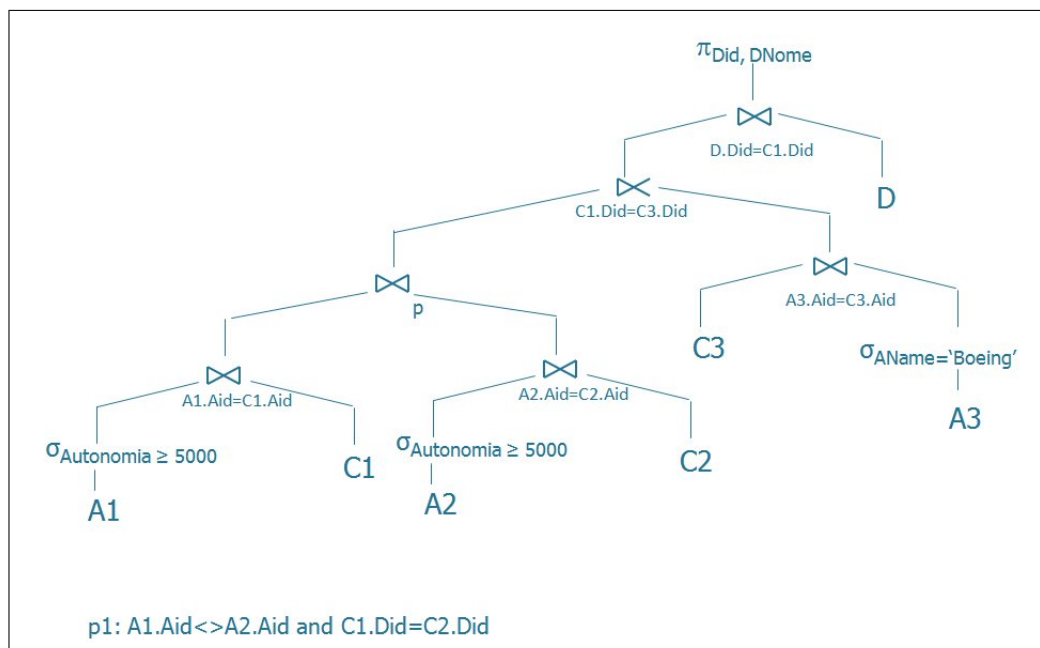 πDid, DNome
D.Did=C1.Did
D
C1.Did=C3.Did
A3.Aid=C3.Aid
p
C3
σAName=‘Boeing’
A1.Aid=C1.Aid
A2.Aid=C2.Aid
A3
σAutonomia ≥ 5000
C1
σAutonomia ≥ 5000
C2
A1
A2
p1: A1.Aid<>A2.Aid and C1.Did=C2.Did